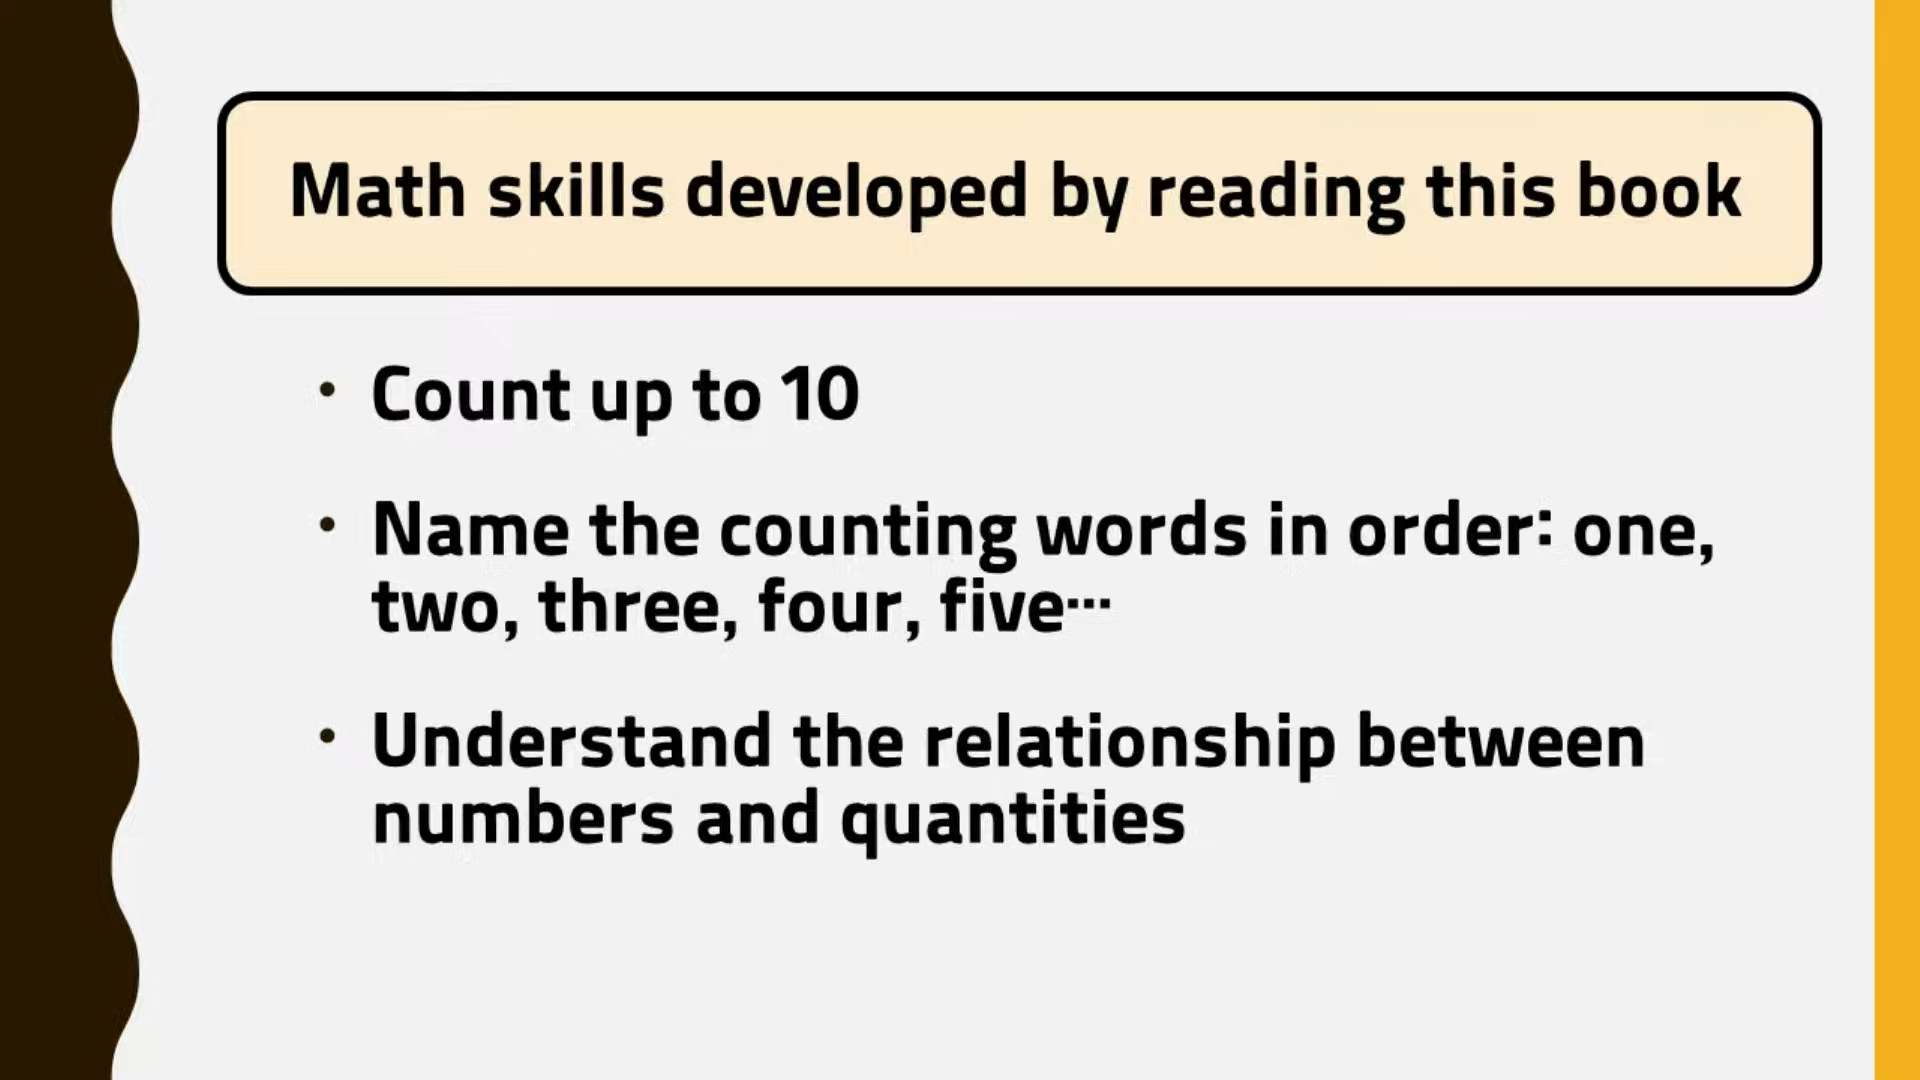 Math skills developed by reading this book
• Count up to 10
• Name the counting words in order: one,
two, three, four, five…
• Understand the relationship between
numbers and quantities